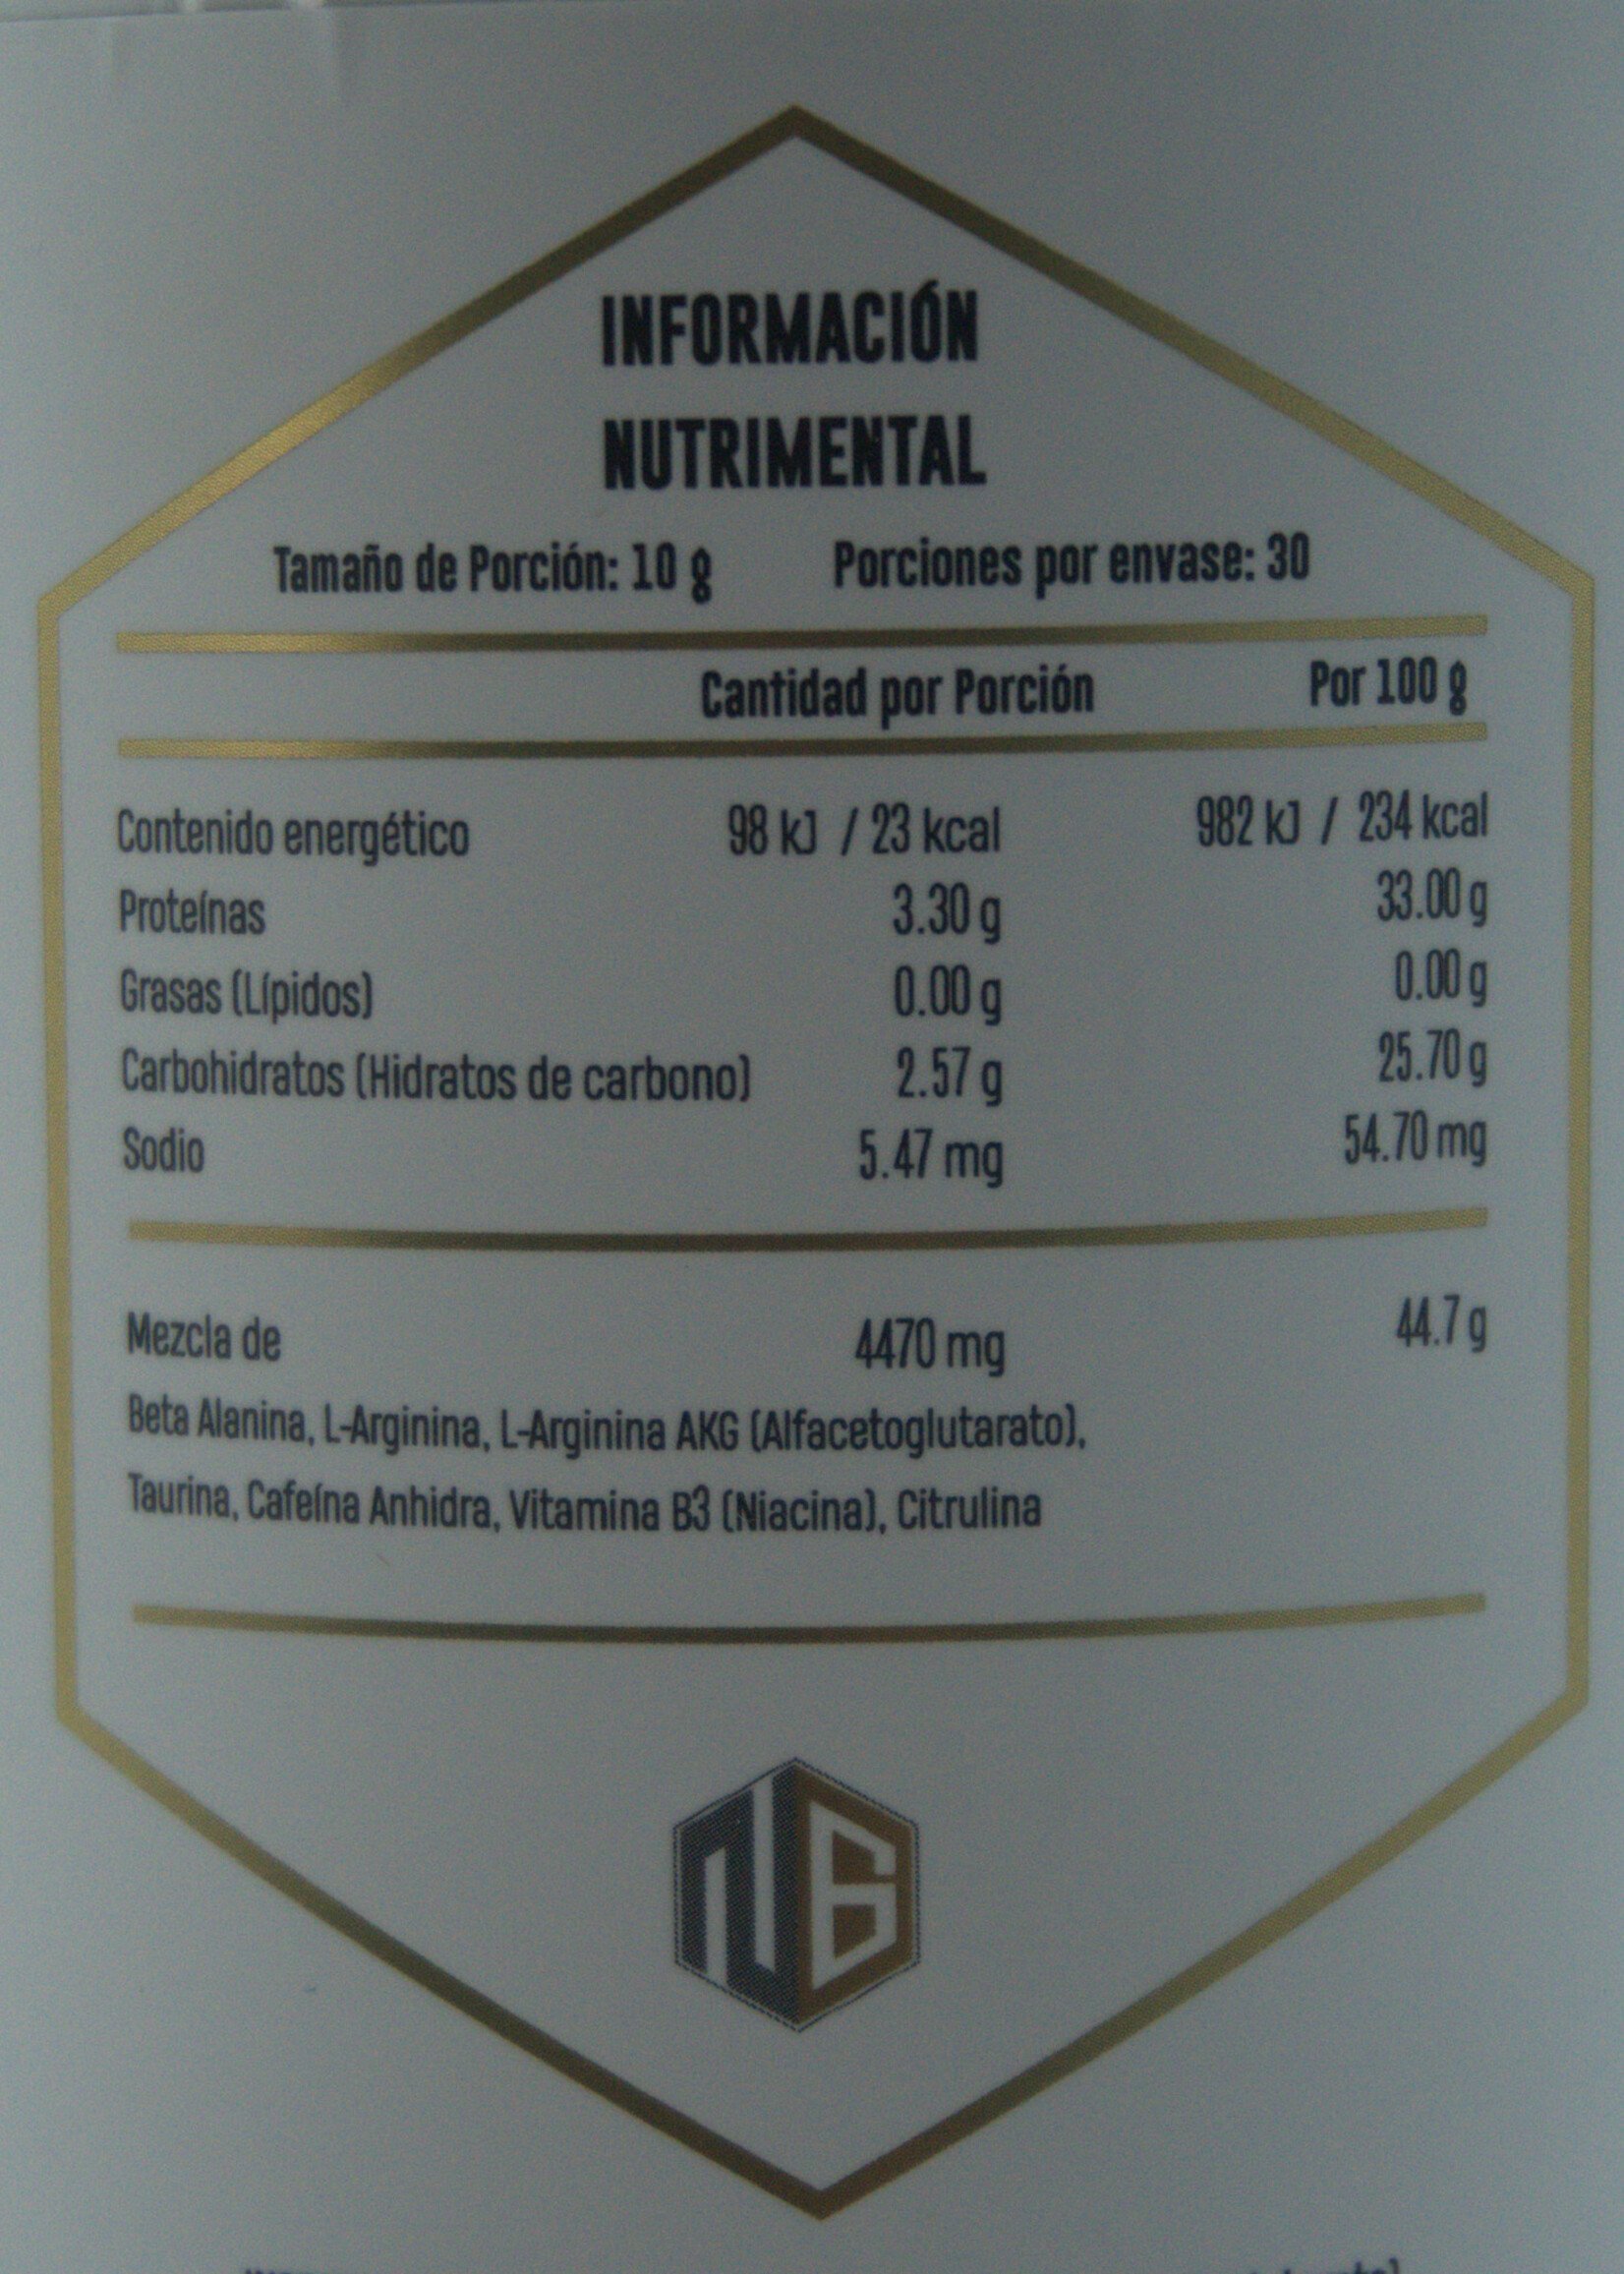 INFORMACIÓN
NUTRIMENTAL
Tamaño de Porción: 10 g Porciones por envase: 30
Cantidad por Porción Por 100 g
Contenido energético 98 kJ / 23 kcal 982 kJ / 234 kcal
Proteínas 3.30 g 33.00 g
Grasas (Lípidos) 0.00 g 0.00 g
Carbohidratos (Hidratos de carbono) 2.57 g 25.70 g
Sodio 5.47 mg 54.70 mg
Mezcla de 4470 mg 44.7 g
Beta Alanina, L-Arginina, L-Arginina AKG (Alfacetoglutarato),
Taurina, Cafeína Anhidra, Vitamina B3 (Niacina), Citrulina